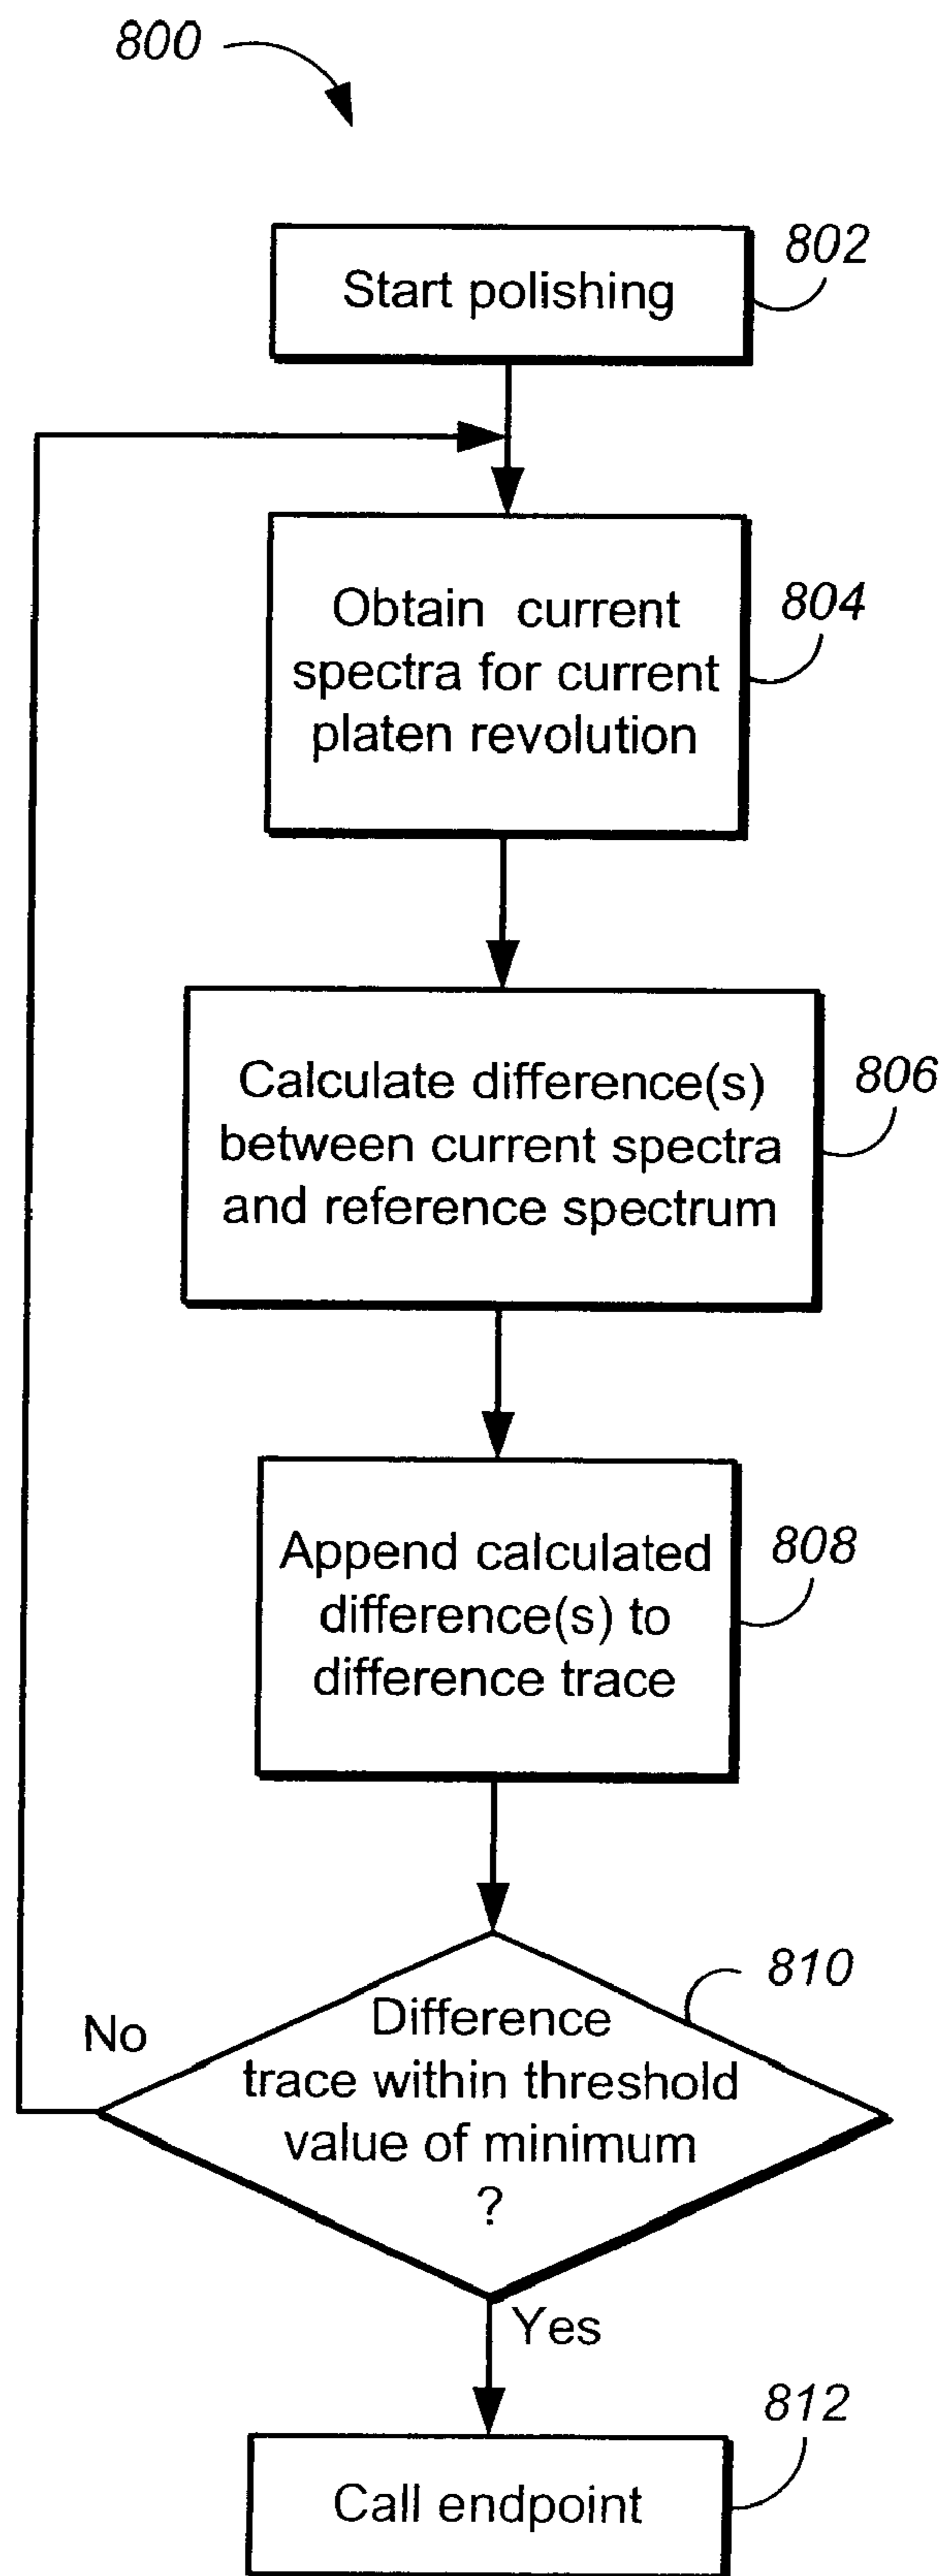 800
802
Start polishing
804
Obtain current
spectra for current
platen revolution
806
Calculate difference(s)
between current spectra
and reference spectrum
808
Append calculated
difference(s) to
difference trace
810
No
Difference
trace within threshold
value of minimum
?
Yes
812
Call endpoint